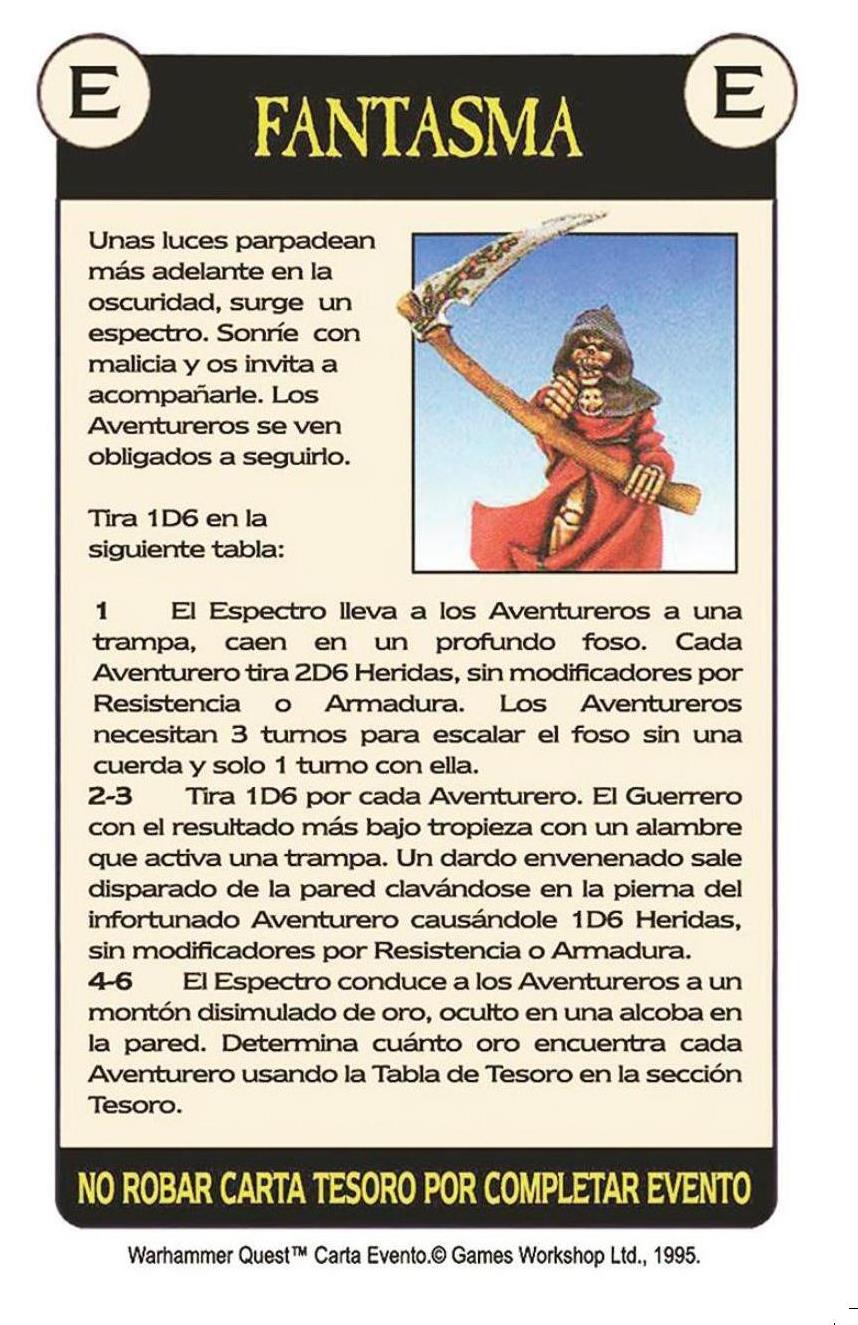 E
FANTASMA
E
Unas luces parpadean
más adelante en la
oscuridad, surge un
espectro. Sonríe con
malicia y os invita a
acompañarle. Los
Aventureros se ven
obligados a seguirlo.
Tira 1D6 en la
siguiente tabla:
1 El Espectro lleva a los Aventureros a una
trampa, caen en un profundo foso. Cada
Aventurero tira 2D6 Heridas, sin modificadores por
Resistencia o Armadura. Los Aventureros
necesitan 3 turnos para escalar el foso sin una
cuerda y solo 1 turno con ella.
2-3 Tira 1D6 por cada Aventurero. El Guerrero
con el resultado más bajo tropieza con un alambre
que activa una trampa. Un dardo envenenado sale
disparado de la pared clavándose en la pierna del
infortunado Aventurero causándole 1D6 Heridas,
sin modificadores por Resistencia o Armadura.
4-6 El Espectro conduce a los Aventureros a un
montón disimulado de oro, oculto en una alcoba en
la pared. Determina cuánto oro encuentra cada
Aventurero usando la Tabla de Tesoro en la sección
Tesoro.
NO ROBAR CARTA TESORO POR COMPLETAR EVENTO
Warhammer Quest™ Carta Evento.© Games Workshop Ltd., 1995.